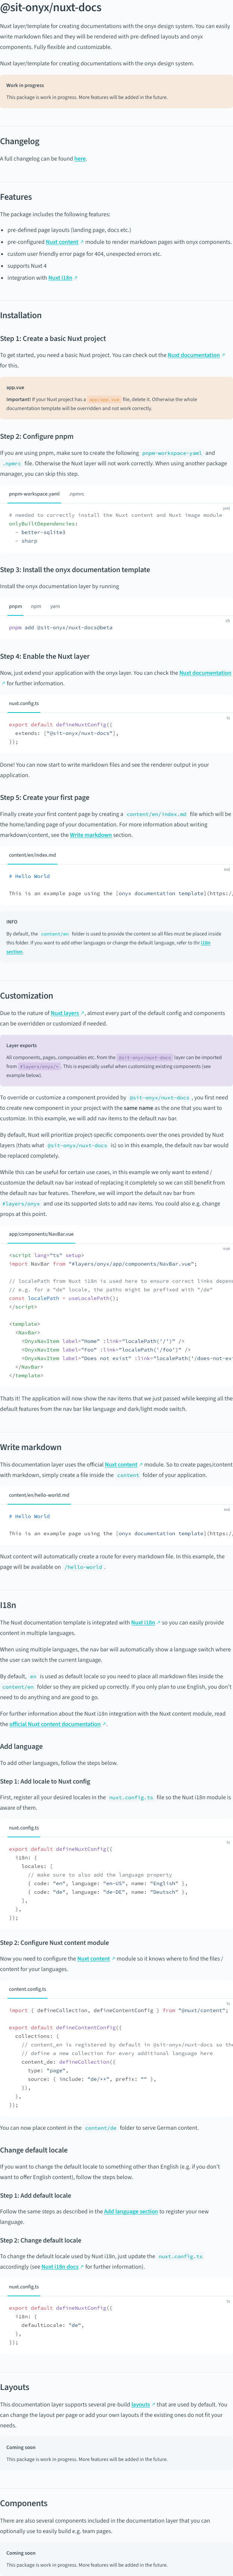 @sit-onyx/nuxt-docs
Nuxt layer/template for creating documentations with the onyx design system. You can easily
write markdown files and they will be rendered with pre-defined layouts and onyx
components. Fully flexible and customizable.
Nuxt layer/template for creating documentations with the onyx design system.
Work in progress
This package is work in progress. More features will be added in the future.
Changelog
A full changelog can be found here.
Features
The package includes the following features:
• pre-defined page layouts (landing page, docs etc.)
• pre-configured Nuxt content ↗ module to render markdown pages with onyx components.
• custom user friendly error page for 404, unexpected errors etc.
• supports Nuxt 4
• integration with Nuxt i18n ↗
Installation
Step 1: Create a basic Nuxt project
To get started, you need a basic Nuxt project. You can check out the Nuxt documentation ↗
for this.
app.vue
Important! If your Nuxt project has a app/app.vue file, delete it. Otherwise the whole
documentation template will be overridden and not work correctly.
Step 2: Configure pnpm
If you are using pnpm, make sure to create the following pnpm-workspace.yaml and
.npmrc file. Otherwise the Nuxt layer will not work correctly. When using another package
manager, you can skip this step.
pnpm-workspace.yaml .npmrc
yaml
# needed to correctly install the Nuxt content and Nuxt image module
onlyBuiltDependencies:
- better-sqlite3
- sharp
Step 3: Install the onyx documentation template
Install the onyx documentation layer by running
pnpm npm yarn
sh
pnpm add @sit-onyx/nuxt-docs@beta
Step 4: Enable the Nuxt layer
Now, just extend your application with the onyx layer. You can check the Nuxt documentation
↗ for further information.
nuxt.config.ts
ts
export default defineNuxtConfig({
extends: ["@sit-onyx/nuxt-docs"],
});
Done! You can now start to write markdown files and see the renderer output in your
application.
Step 5: Create your first page
Finally create your first content page by creating a content/en/index.md file which will be
the home/landing page of your documentation. For more information about writing
markdown/content, see the Write markdown section.
content/en/index.md
md
# Hello World
This is an example page using the [onyx documentation template](https:/
INFO
By default, the content/en folder is used to provide the content so all files must be placed inside
this folder. If you want to add other languages or change the default language, refer to the i18n
section.
Customization
Due to the nature of Nuxt layers ↗, almost every part of the default config and components
can be overridden or customized if needed.
Layer exports
All components, pages, composables etc. from the @sit-onyx/nuxt-docs layer can be imported
from #layers/onyx/* . This is especially useful when customizing existing components (see
example below).
To override or customize a component provided by @sit-onyx/nuxt-docs , you first need
to create new component in your project with the same name as the one that you want to
customize. In this example, we will add nav items to the default nav bar.
By default, Nuxt will prioritize project-specific components over the ones provided by Nuxt
layers (thats what @sit-onyx/nuxt-docs is) so in this example, the default nav bar would
be replaced completely.
While this can be useful for certain use cases, in this example we only want to extend /
customize the default nav bar instead of replacing it completely so we can still benefit from
the default nav bar features. Therefore, we will import the default nav bar from
#layers/onyx and use its supported slots to add nav items. You could also e.g. change
props at this point.
app/components/NavBar.vue
vue
<script lang="ts" setup>
import NavBar from "#layers/onyx/app/components/NavBar.vue";
// localePath from Nuxt i18n is used here to ensure correct links depen
// e.g. for a "de" locale, the paths might be prefixed with "/de"
const localePath = useLocalePath();
</script>
<template>
<NavBar>
<OnyxNavItem label="Home" :link="localePath('/')" />
<OnyxNavItem label="Foo" :link="localePath('/foo')" />
<OnyxNavItem label="Does not exist" :link="localePath('/does-not-ex
</NavBar>
</template>
Thats it! The application will now show the nav items that we just passed while keeping all the
default features from the nav bar like language and dark/light mode switch.
Write markdown
This documentation layer uses the official Nuxt content ↗ module. So to create pages/content
with markdown, simply create a file inside the content folder of your application.
content/en/hello-world.md
md
# Hello World
This is an example page using the [onyx documentation template](https:/
Nuxt content will automatically create a route for every markdown file. In this example, the
page will be available on /hello-world .
I18n
The Nuxt documentation template is integrated with Nuxt i18n ↗ so you can easily provide
content in multiple languages.
When using multiple languages, the nav bar will automatically show a language switch where
the user can switch the current language.
By default, en is used as default locale so you need to place all markdown files inside the
content/en folder so they are picked up correctly. If you only plan to use English, you don't
need to do anything and are good to go.
For further information about the i18n integration with the Nuxt content module, read
the official Nuxt content documentation ↗ .
Add language
To add other languages, follow the steps below.
Step 1: Add locale to Nuxt config
First, register all your desired locales in the nuxt.config.ts file so the Nuxt i18n module is
aware of them.
nuxt.config.ts
ts
export default defineNuxtConfig({
i18n: {
locales: [
// make sure to also add the language property
{ code: "en", language: "en-US", name: "English" },
{ code: "de", language: "de-DE", name: "Deutsch" },
],
},
});
Step 2: Configure Nuxt content module
Now you need to configure the Nuxt content ↗ module so it knows where to find the files /
content for your languages.
content.config.ts
ts
import { defineCollection, defineContentConfig } from "@nuxt/content";
export default defineContentConfig({
collections: {
// content_en is registered by default in @sit-onyx/nuxt-docs so the
// define a new collection for every additional language here
content_de: defineCollection({
type: "page",
source: { include: "de/**", prefix: "" },
}),
},
});
You can now place content in the content/de folder to serve German content.
Change default locale
If you want to change the default locale to something other than English (e.g. if you don't
want to offer English content), follow the steps below.
Step 1: Add default locale
Follow the same steps as described in the Add language section to register your new
language.
Step 2: Change default locale
To change the default locale used by Nuxt i18n, just update the nuxt.config.ts
accordingly (see Nuxt i18n docs ↗ for further information).
nuxt.config.ts
ts
export default defineNuxtConfig({
i18n: {
defaultLocale: "de",
},
});
Layouts
This documentation layer supports several pre-build layouts ↗ that are used by default. You
can change the layout per page or add your own layouts if the existing ones do not fit your
needs.
Coming soon
This package is work in progress. More features will be added in the future.
Components
There are also several components included in the documentation layer that you can
optionally use to easily build e.g. team pages.
Coming soon
This package is work in progress. More features will be added in the future.